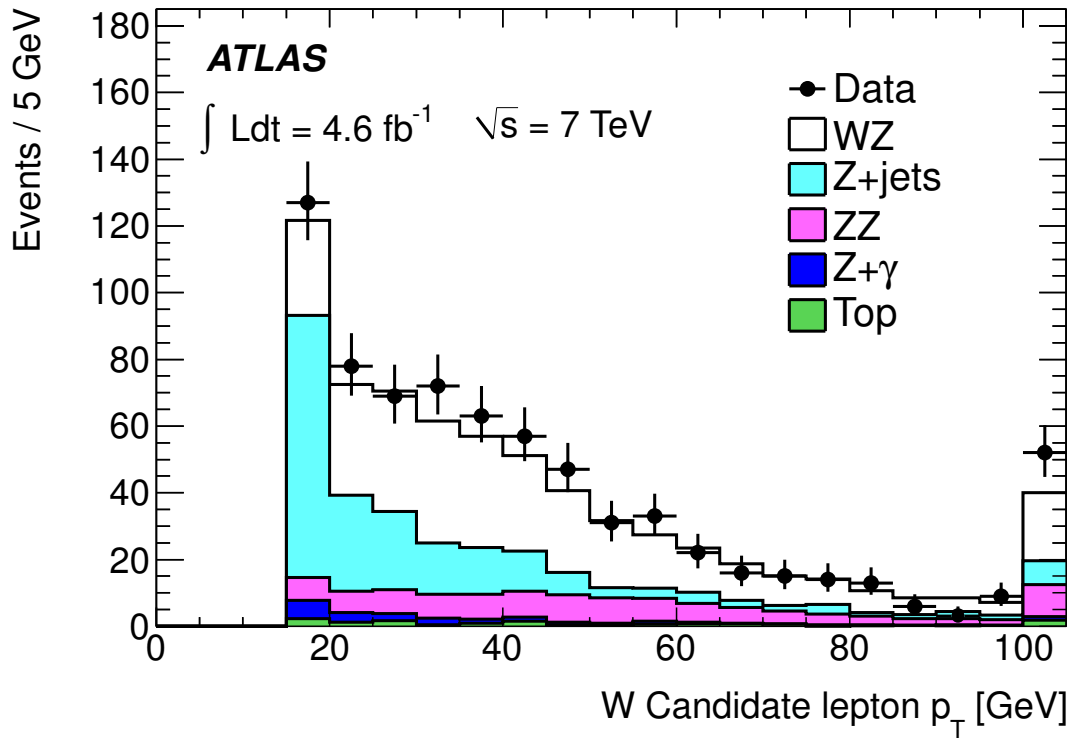 ATLAS
∫ Ldt = 4.6 fb⁻¹ √s = 7 TeV
Data
WZ
Z+jets
ZZ
Z+γ
Top
Events / 5 GeV
180
160
140
120
100
80
60
40
20
0
0 20 40 60 80 100
W Candidate lepton p_T [GeV]